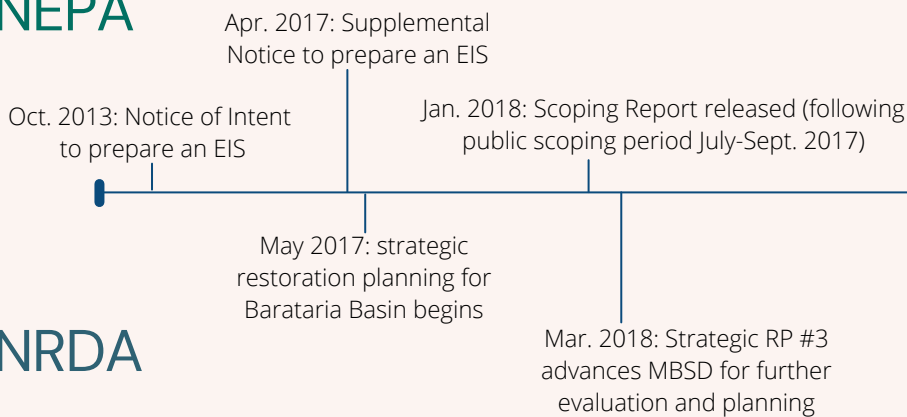 NEPA
Apr. 2017: Supplemental
Notice to prepare an EIS
Oct. 2013: Notice of Intent
to prepare an EIS
Jan. 2018: Scoping Report released (following
public scoping period July-Sept. 2017)
May 2017: strategic
restoration planning for
Barataria Basin begins
NRDA
Mar. 2018: Strategic RP #3
advances MBSD for further
evaluation and planning